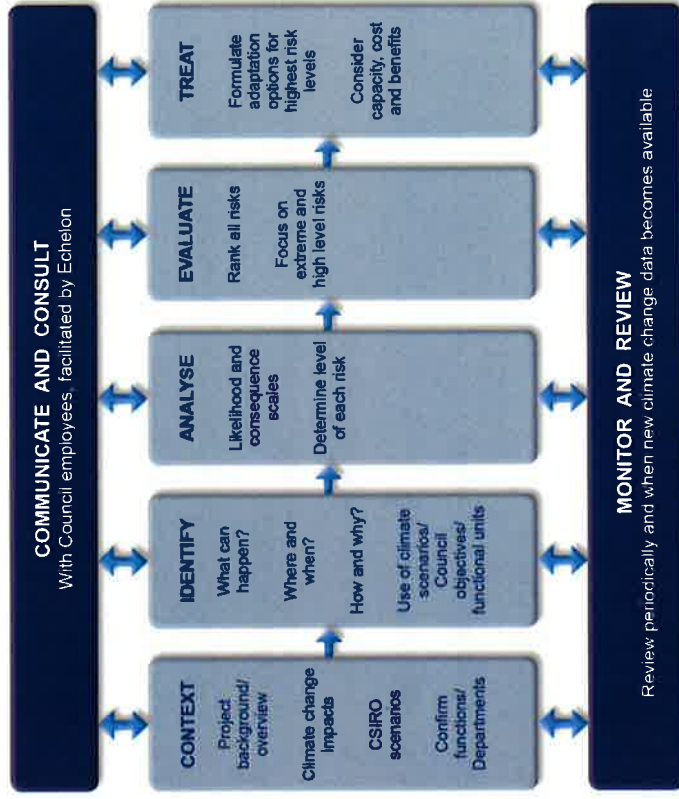 COMMUNICATE AND CONSULT
With Council employees, facilitated by Echelon
CONTEXT
Project
background/
overview
Climate change
Impacts
CSIRO
scenarios
Confirm
functions/
Departments
IDENTIFY
What can
happen?
Where and
when?
How and why?
Use of climate
scenarios/
Council
objectives/
functional units
ANALYSE
Likelihood and
consequence
scales
Determine level
of each risk
EVALUATE
Rank all risks
Focus on
extreme and
high level risks
TREAT
Formulate
adaptation
options for
highest risk
levels
Consider
capacity, cost
and benefits
MONITOR AND REVIEW
Review periodically and when new climate change data becomes available